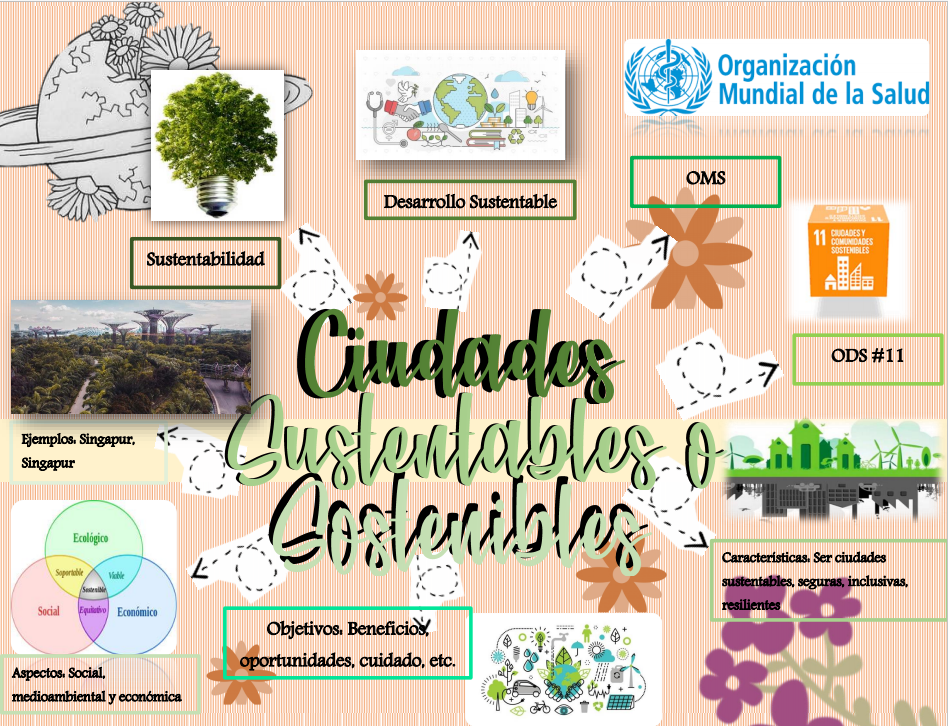 Organización
Mundial de la Salud
OMS
Desarrollo Sustentable
Sustentabilidad
11 CIUDADES Y
COMUNIDADES
SOSTENIBLES
ODS #11
Ciudades
Sustentables o
Sostenibles
Ejemplos: Singapur,
Singapur
Ecológico
Soportable
Viable
Sostenible
Social
Equitativo
Económico
Características: Ser ciudades
sustentables, seguras, inclusivas,
resilientes
Objetivos: Beneficios,
oportunidades, cuidado, etc.
Aspectos: Social,
medioambiental y económica